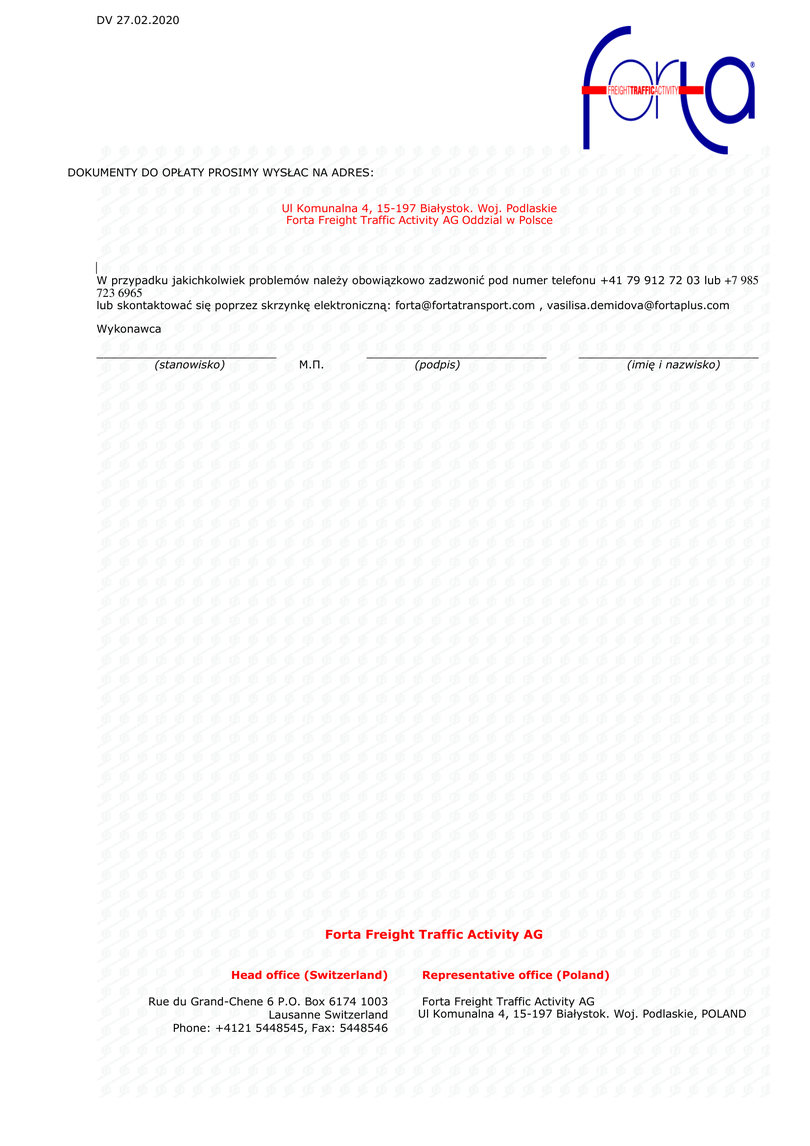 DV 27.02.2020
forta®
FREIGHTTRAFFICACTIVITY
DOKUMENTY DO OPŁATY PROSIMY WYSŁAC NA ADRES:
Ul Komunalna 4, 15-197 Białystok. Woj. Podlaskie
Forta Freight Traffic Activity AG Oddzial w Polsce
W przypadku jakichkolwiek problemów należy obowiązkowo zadzwonić pod numer telefonu +41 79 912 72 03 lub +7 985
723 6965
lub skontaktować się poprzez skrzynkę elektroniczną: forta@fortatransport.com , vasilisa.demidova@fortaplus.com
Wykonawca
(stanowisko) М.П. (podpis) (imię i nazwisko)
Forta Freight Traffic Activity AG
Head office (Switzerland)
Rue du Grand-Chene 6 P.O. Box 6174 1003
Lausanne Switzerland
Phone: +4121 5448545, Fax: 5448546
Representative office (Poland)
Forta Freight Traffic Activity AG
Ul Komunalna 4, 15-197 Białystok. Woj. Podlaskie, POLAND